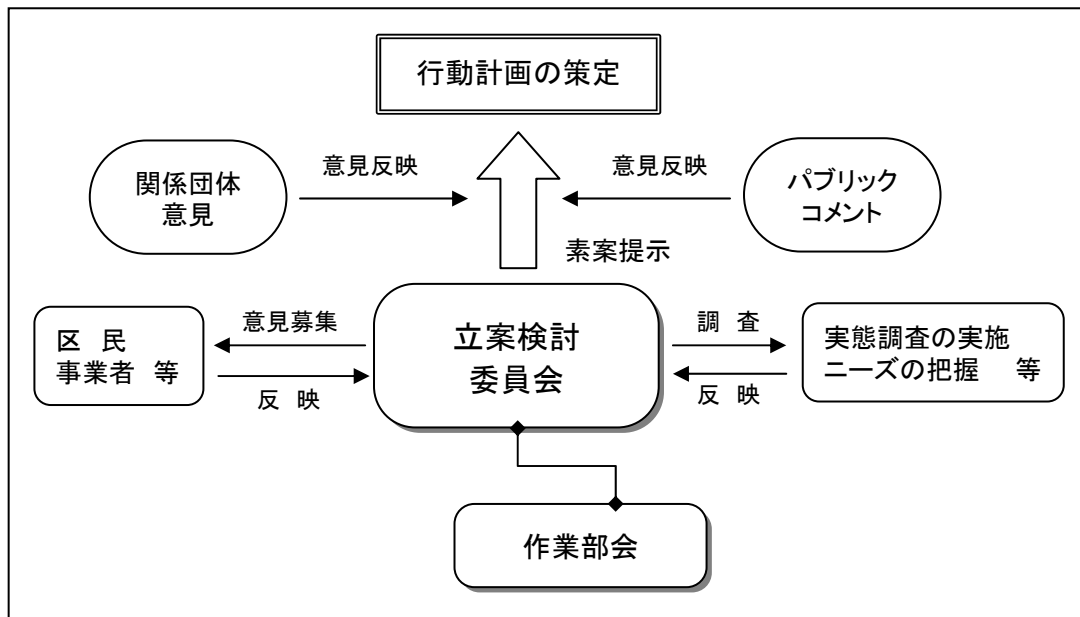 行動計画の策定
関係団体
意見
意見反映
意見反映
パブリック
コメント
素案提示
区　民
事業者　等
意見募集
反　映
立案検討
委員会
調　査
反　映
実態調査の実施
ニーズの把握　等
作業部会